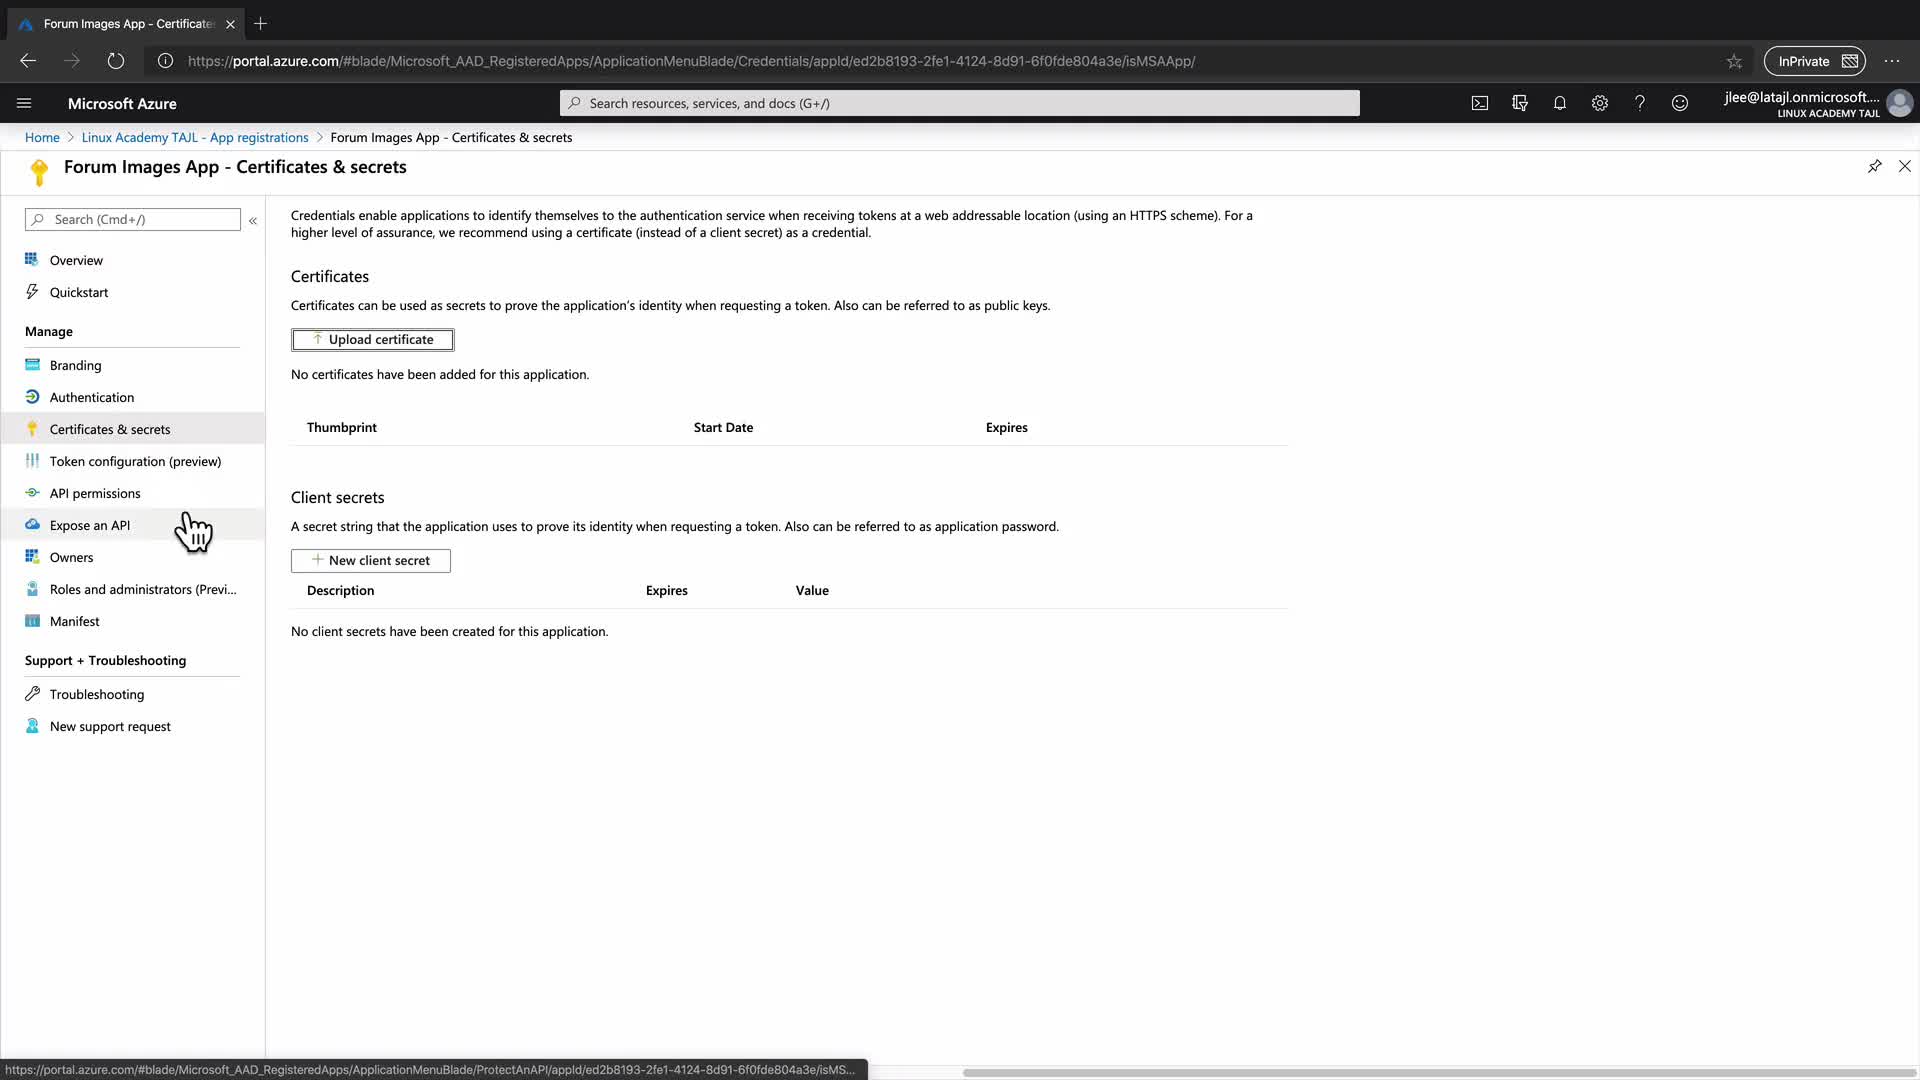 Forum Images App - Certificate
https://portal.azure.com/#blade/Microsoft_AAD_RegisteredApps/ApplicationMenuBlade/Credentials/appId/ed2b8193-2fe1-4124-8d91-6f0fde804a3e/isMSAApp/
InPrivate
Microsoft Azure
Search resources, services, and docs (G+/)
jlee@latajl.onmicrosoft....
LINUX ACADEMY TAJL
Home > Linux Academy TAJL - App registrations > Forum Images App - Certificates & secrets
Forum Images App - Certificates & secrets
Search (Cmd+/)
«
Overview
Quickstart
Manage
Branding
Authentication
Certificates & secrets
Token configuration (preview)
API permissions
Expose an API
Owners
Roles and administrators (Previ...
Manifest
Support + Troubleshooting
Troubleshooting
New support request
Credentials enable applications to identify themselves to the authentication service when receiving tokens at a web addressable location (using an HTTPS scheme). For a
higher level of assurance, we recommend using a certificate (instead of a client secret) as a credential.
Certificates
Certificates can be used as secrets to prove the application's identity when requesting a token. Also can be referred to as public keys.
Upload certificate
No certificates have been added for this application.
Thumbprint Start Date Expires
Client secrets
A secret string that the application uses to prove its identity when requesting a token. Also can be referred to as application password.
New client secret
Description Expires Value
No client secrets have been created for this application.
https://portal.azure.com/#blade/Microsoft_AAD_RegisteredApps/ApplicationMenuBlade/ProtectAnAPI/appId/ed2b8193-2fe1-4124-8d91-6f0fde804a3e/isMS...